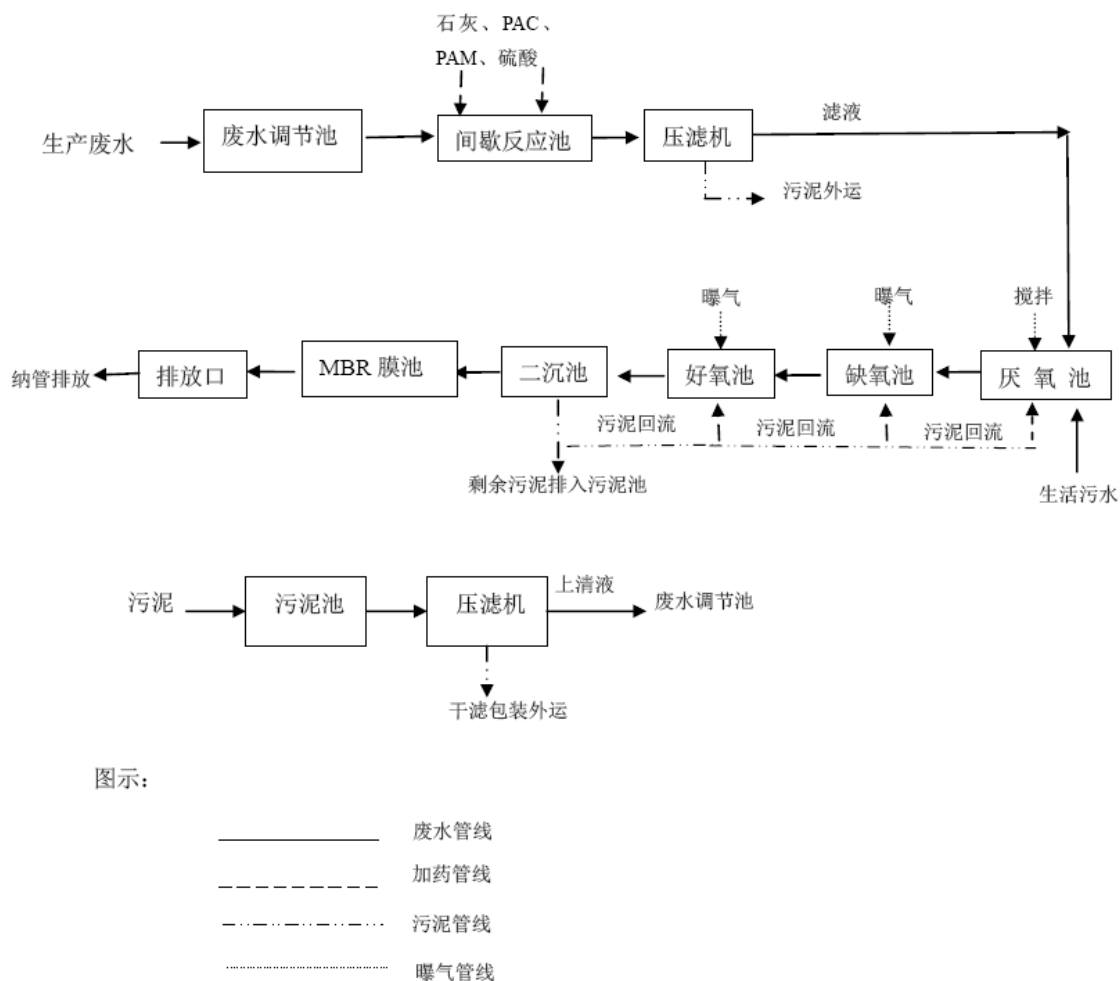 石灰、PAC、
PAM、硫酸
生产废水
废水调节池
间歇反应池
压滤机
滤液
污泥外运
曝气
曝气
搅拌
纳管排放
排放口
MBR 膜池
二沉池
好氧池
缺氧池
厌 氧 池
污泥回流
污泥回流
污泥回流
剩余污泥排入污泥池
生活污水
污泥
污泥池
压滤机
上清液
废水调节池
干滤包装外运
图示：
废水管线
加药管线
污泥管线
曝气管线